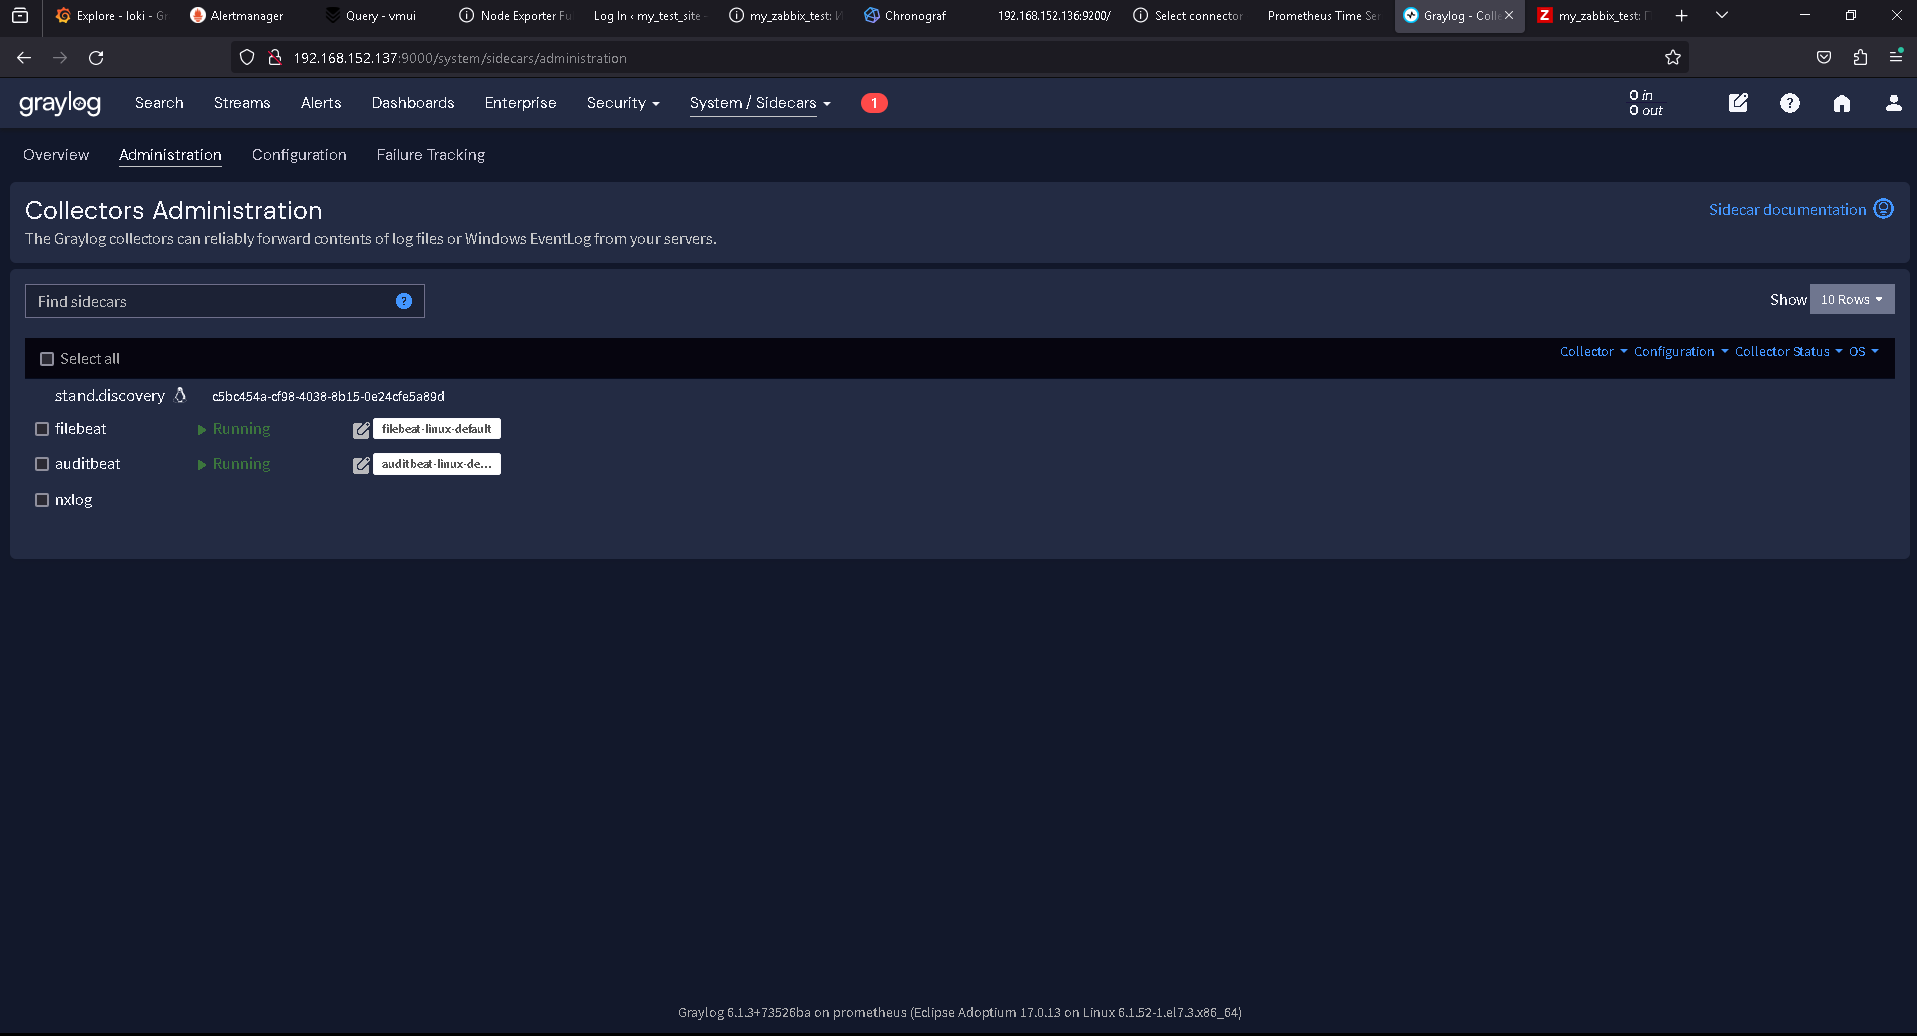 Explore - loki - Gr
Alertmanager
Query - vmui
Node Exporter Fu
Log In ‹ my_test_site -
my_zabbix_test: И
Chronograf
192.168.152.136:9200/
Select connector
Prometheus Time Ser
Graylog - Colle
my_zabbix_test: П
192.168.152.137:9000/system/sidecars/administration
graylog Search Streams Alerts Dashboards Enterprise Security System / Sidecars 1
0 in
0 out
Overview Administration Configuration Failure Tracking
Collectors Administration
Sidecar documentation
The Graylog collectors can reliably forward contents of log files or Windows EventLog from your servers.
Find sidecars
Show 10 Rows
Select all Collector Configuration Collector Status OS
stand.discovery c5bc454a-cf98-4038-8b15-0e24cfe5a89d
filebeat Running filebeat-linux-default
auditbeat Running auditbeat-linux-de...
nxlog
Graylog 6.1.3+73526ba on prometheus (Eclipse Adoptium 17.0.13 on Linux 6.1.52-1.el7.3.x86_64)